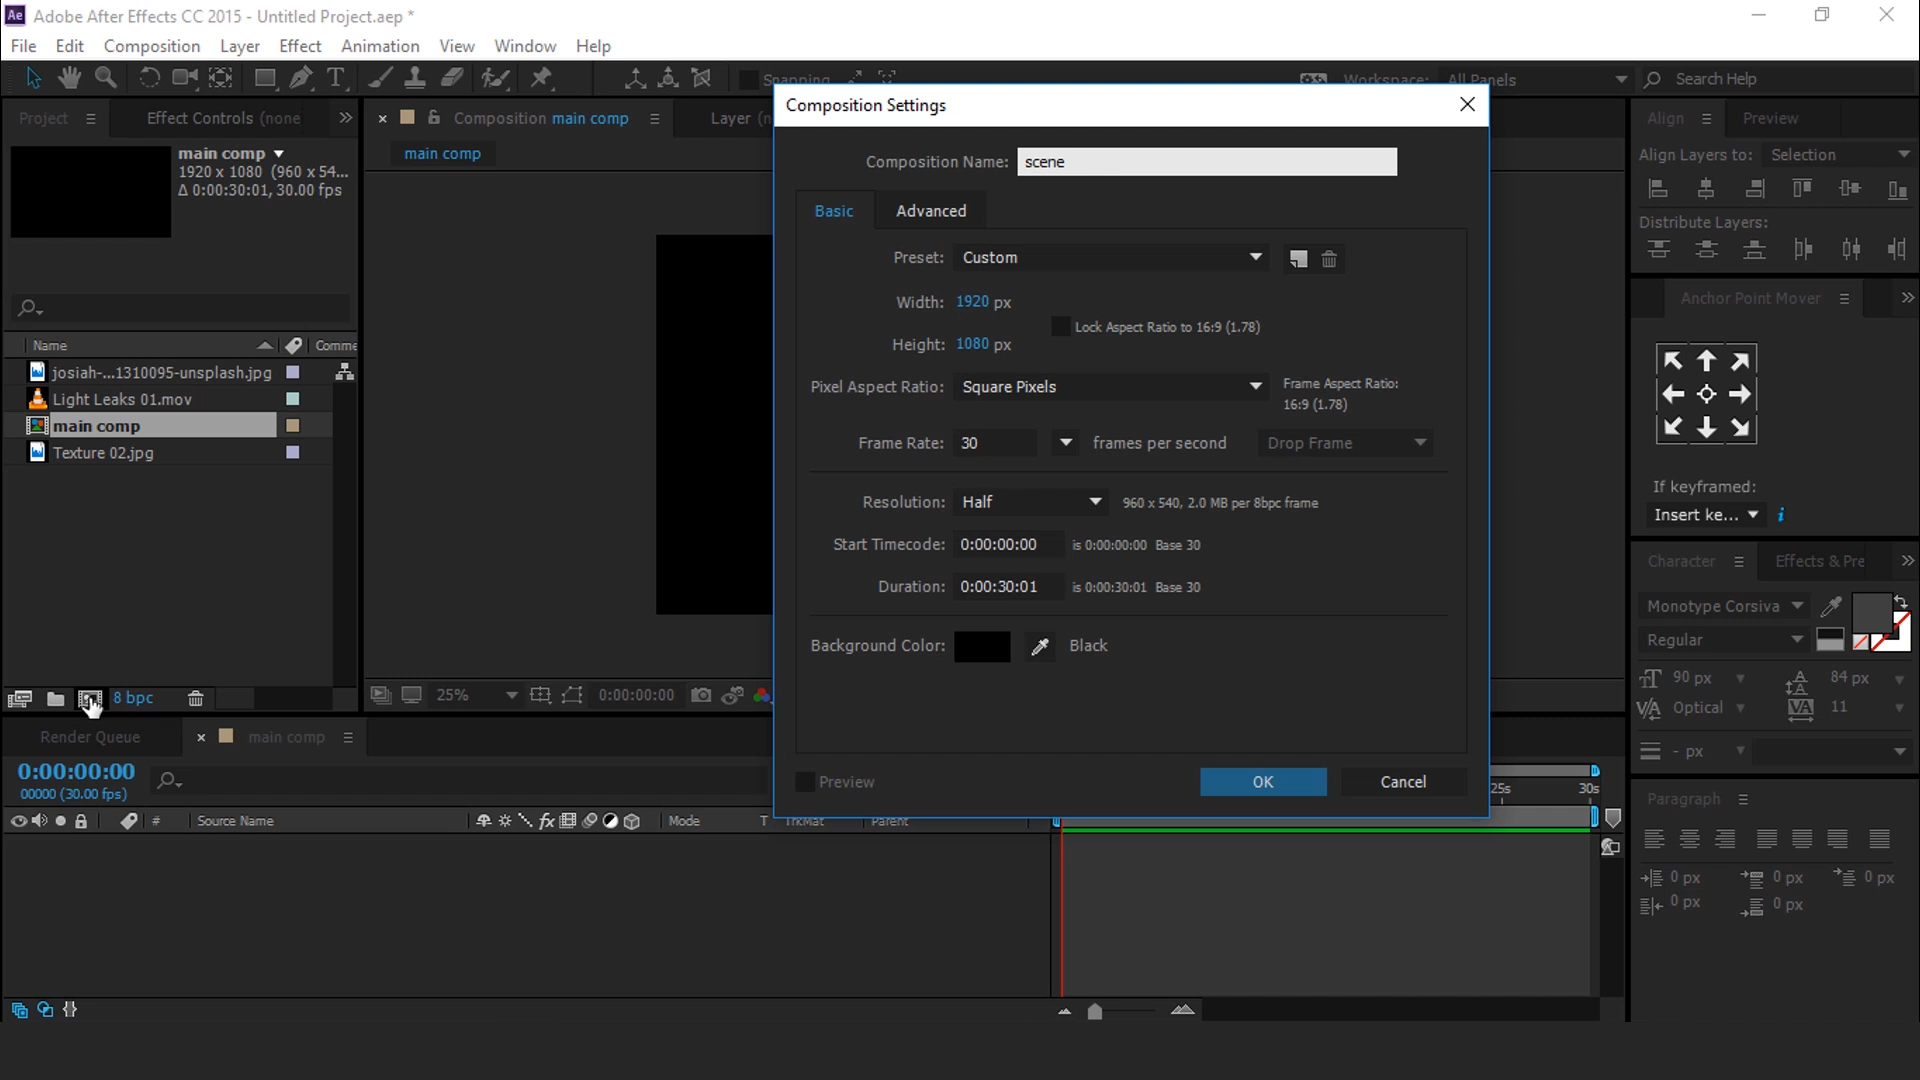 Adobe After Effects CC 2015 - Untitled Project.aep *
File Edit Composition Layer Effect Animation View Window Help
Snapping Workspace: All Panels Search Help
Project Effect Controls (none Composition main comp Layer
main comp
main comp
1920 x 1080 (960 x 54...
Δ 0:00:30:01, 30.00 fps
Name Comme
josiah-...1310095-unsplash.jpg
Light Leaks 01.mov
main comp
Texture 02.jpg
8 bpc
25% 0:00:00:00
Composition Settings
Composition Name: scene
Basic Advanced
Preset: Custom
Width: 1920 px
Lock Aspect Ratio to 16:9 (1.78)
Height: 1080 px
Pixel Aspect Ratio: Square Pixels
Frame Aspect Ratio:
16:9 (1.78)
Frame Rate: 30 frames per second Drop Frame
Resolution: Half 960 x 540, 2.0 MB per 8bpc frame
Start Timecode: 0:00:00:00 is 0:00:00:00 Base 30
Duration: 0:00:30:01 is 0:00:30:01 Base 30
Background Color: Black
Preview OK Cancel
Align Preview
Align Layers to: Selection
Distribute Layers:
Anchor Point Mover
If keyframed:
Insert ke...
Character Effects & Pre
Monotype Corsiva
Regular
90 px 84 px
Optical 11
- px
Paragraph
0 px 0 px 0 px
0 px 0 px
Render Queue main comp
0:00:00:00
00000 (30.00 fps)
# Source Name Mode T TrkMat Parent
25s 30s